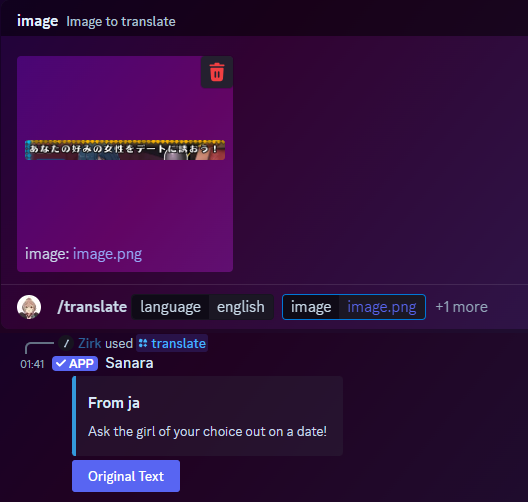 image Image to translate
あなたの好みの女性をデートに誘おう！
image: image.png
/translate language english image image.png +1 more
/ Zirk used translate
01:41 ✓ APP Sanara
From ja
Ask the girl of your choice out on a date!
Original Text